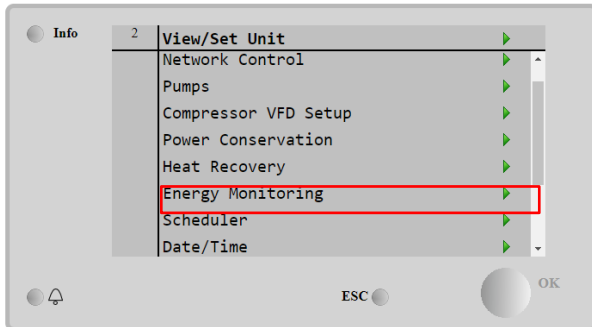 Info
2 View/Set Unit
Network Control
Pumps
Compressor VFD Setup
Power Conservation
Heat Recovery
Energy Monitoring
Scheduler
Date/Time
ESC
OK